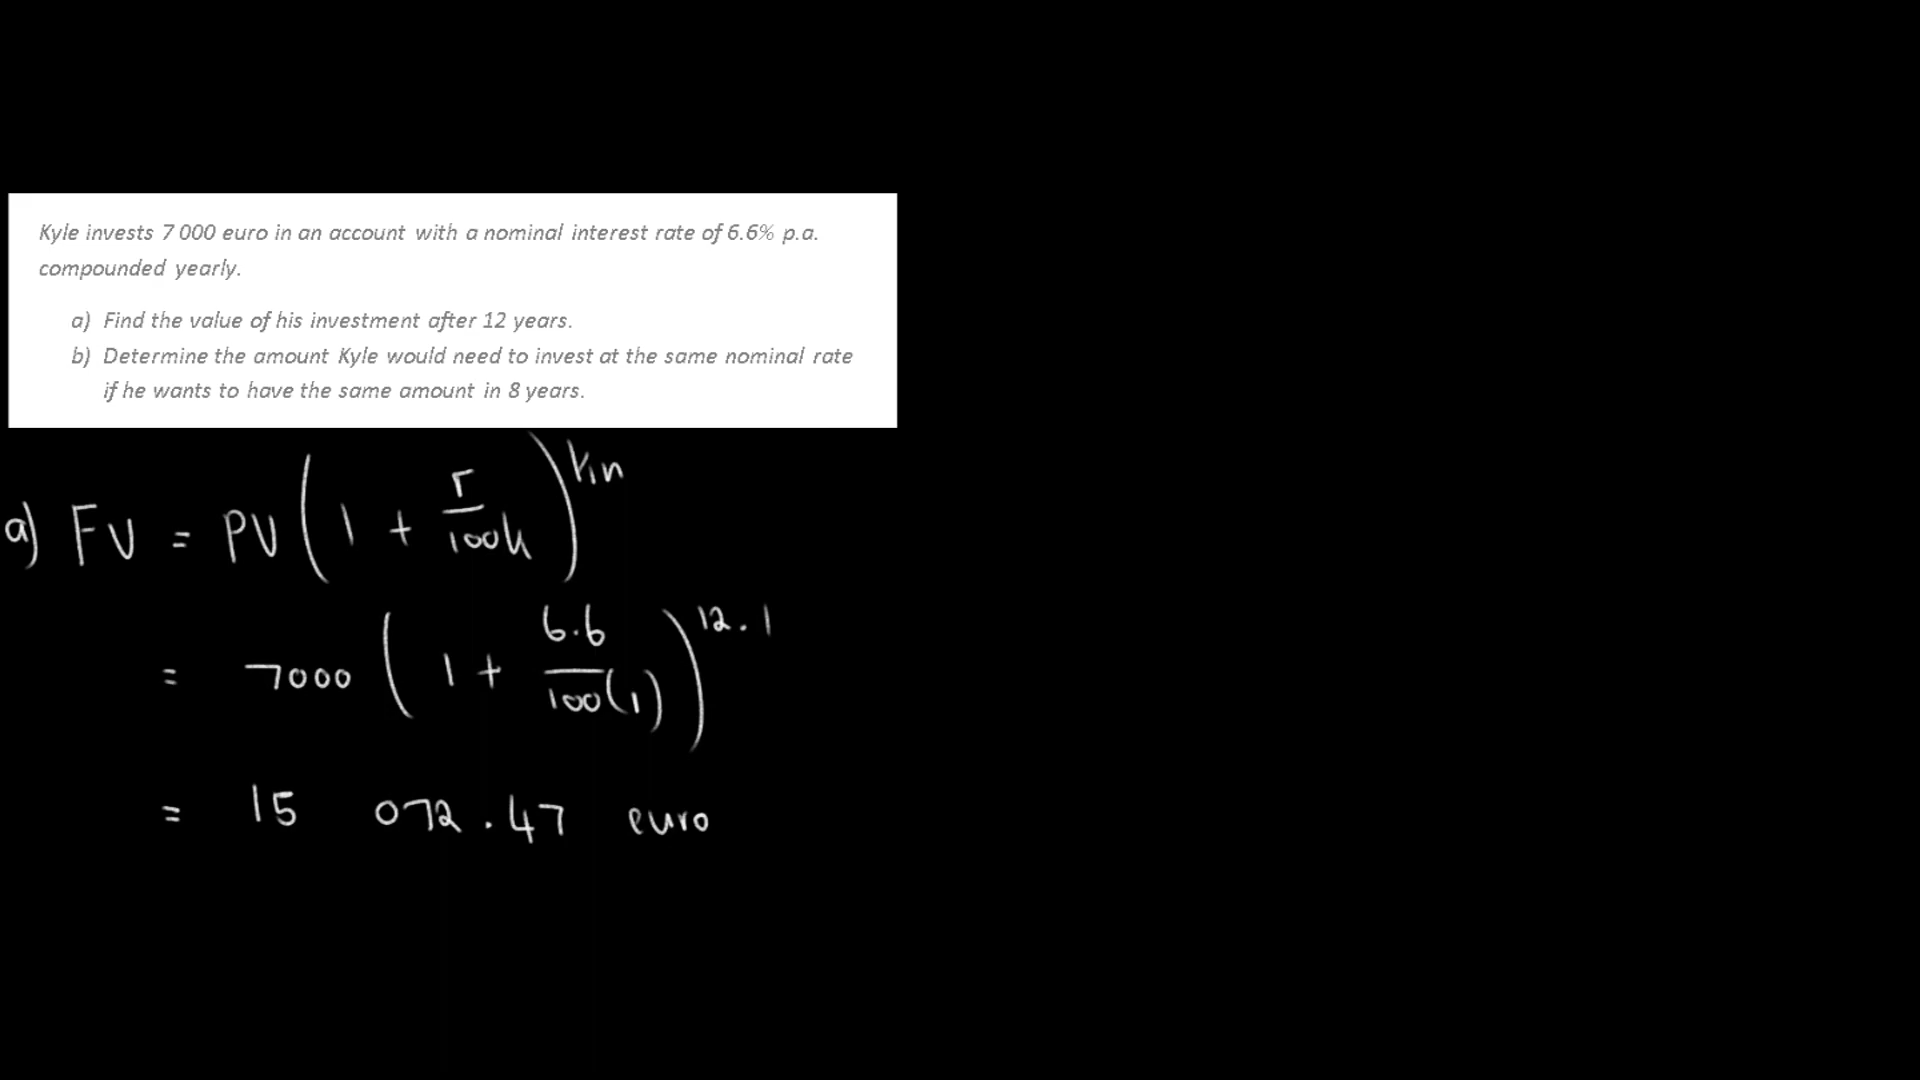 Kyle invests 7 000 euro in an account with a nominal interest rate of 6.6% p.a.
compounded yearly.
a) Find the value of his investment after 12 years.
b) Determine the amount Kyle would need to invest at the same nominal rate
if he wants to have the same amount in 8 years.
a) FV = PV(1 + r/100k)^kn
= 7000(1 + 6.6/100(1))^12.1
= 15 072.47 euro